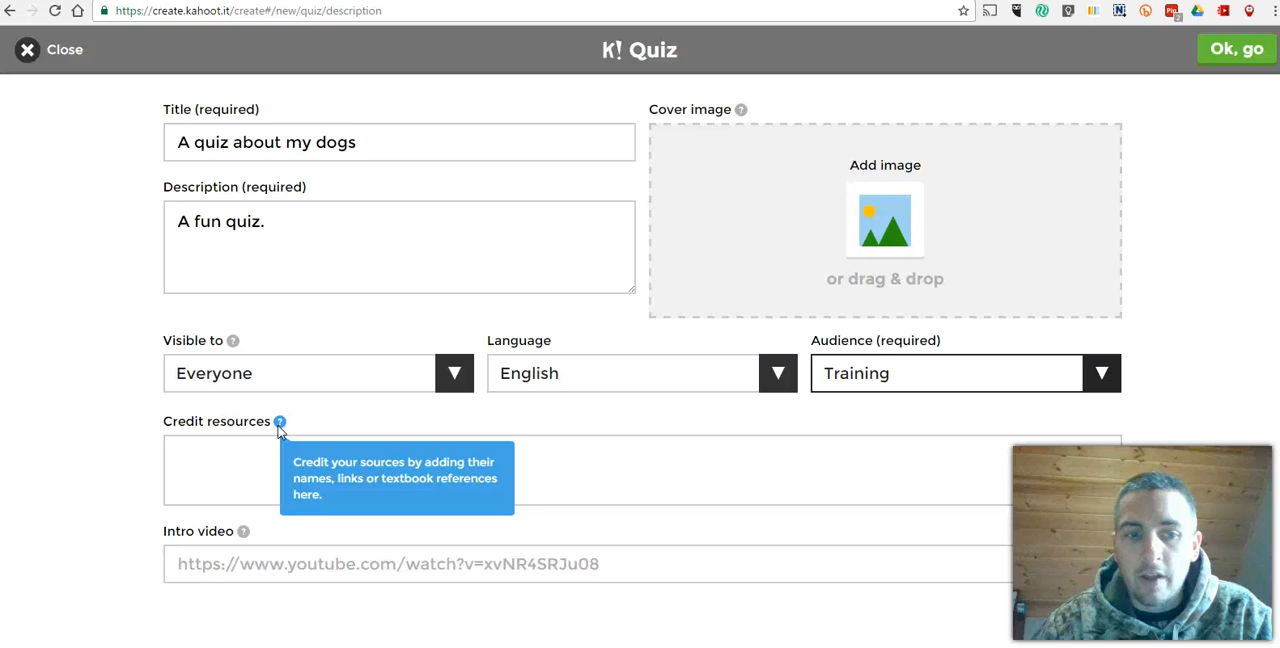 https://create.kahoot.it/create#/new/quiz/description
Close
K! Quiz
Ok, go
Title (required)
A quiz about my dogs
Description (required)
A fun quiz.
Cover image ?
Add image
or drag & drop
Visible to ?
Everyone
Language
English
Audience (required)
Training
Credit resources ?
Credit your sources by adding their
names, links or textbook references
here.
Intro video ?
https://www.youtube.com/watch?v=xvNR4SRJu08